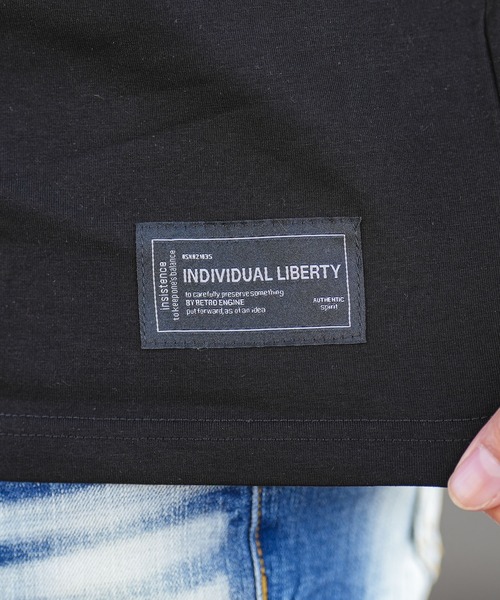 insistence
to keep one's balance
INDIVIDUAL LIBERTY
to carefully preserve something
BY RETRO ENGINE
put forward, as of an idea
AUTHENTIC
spirit